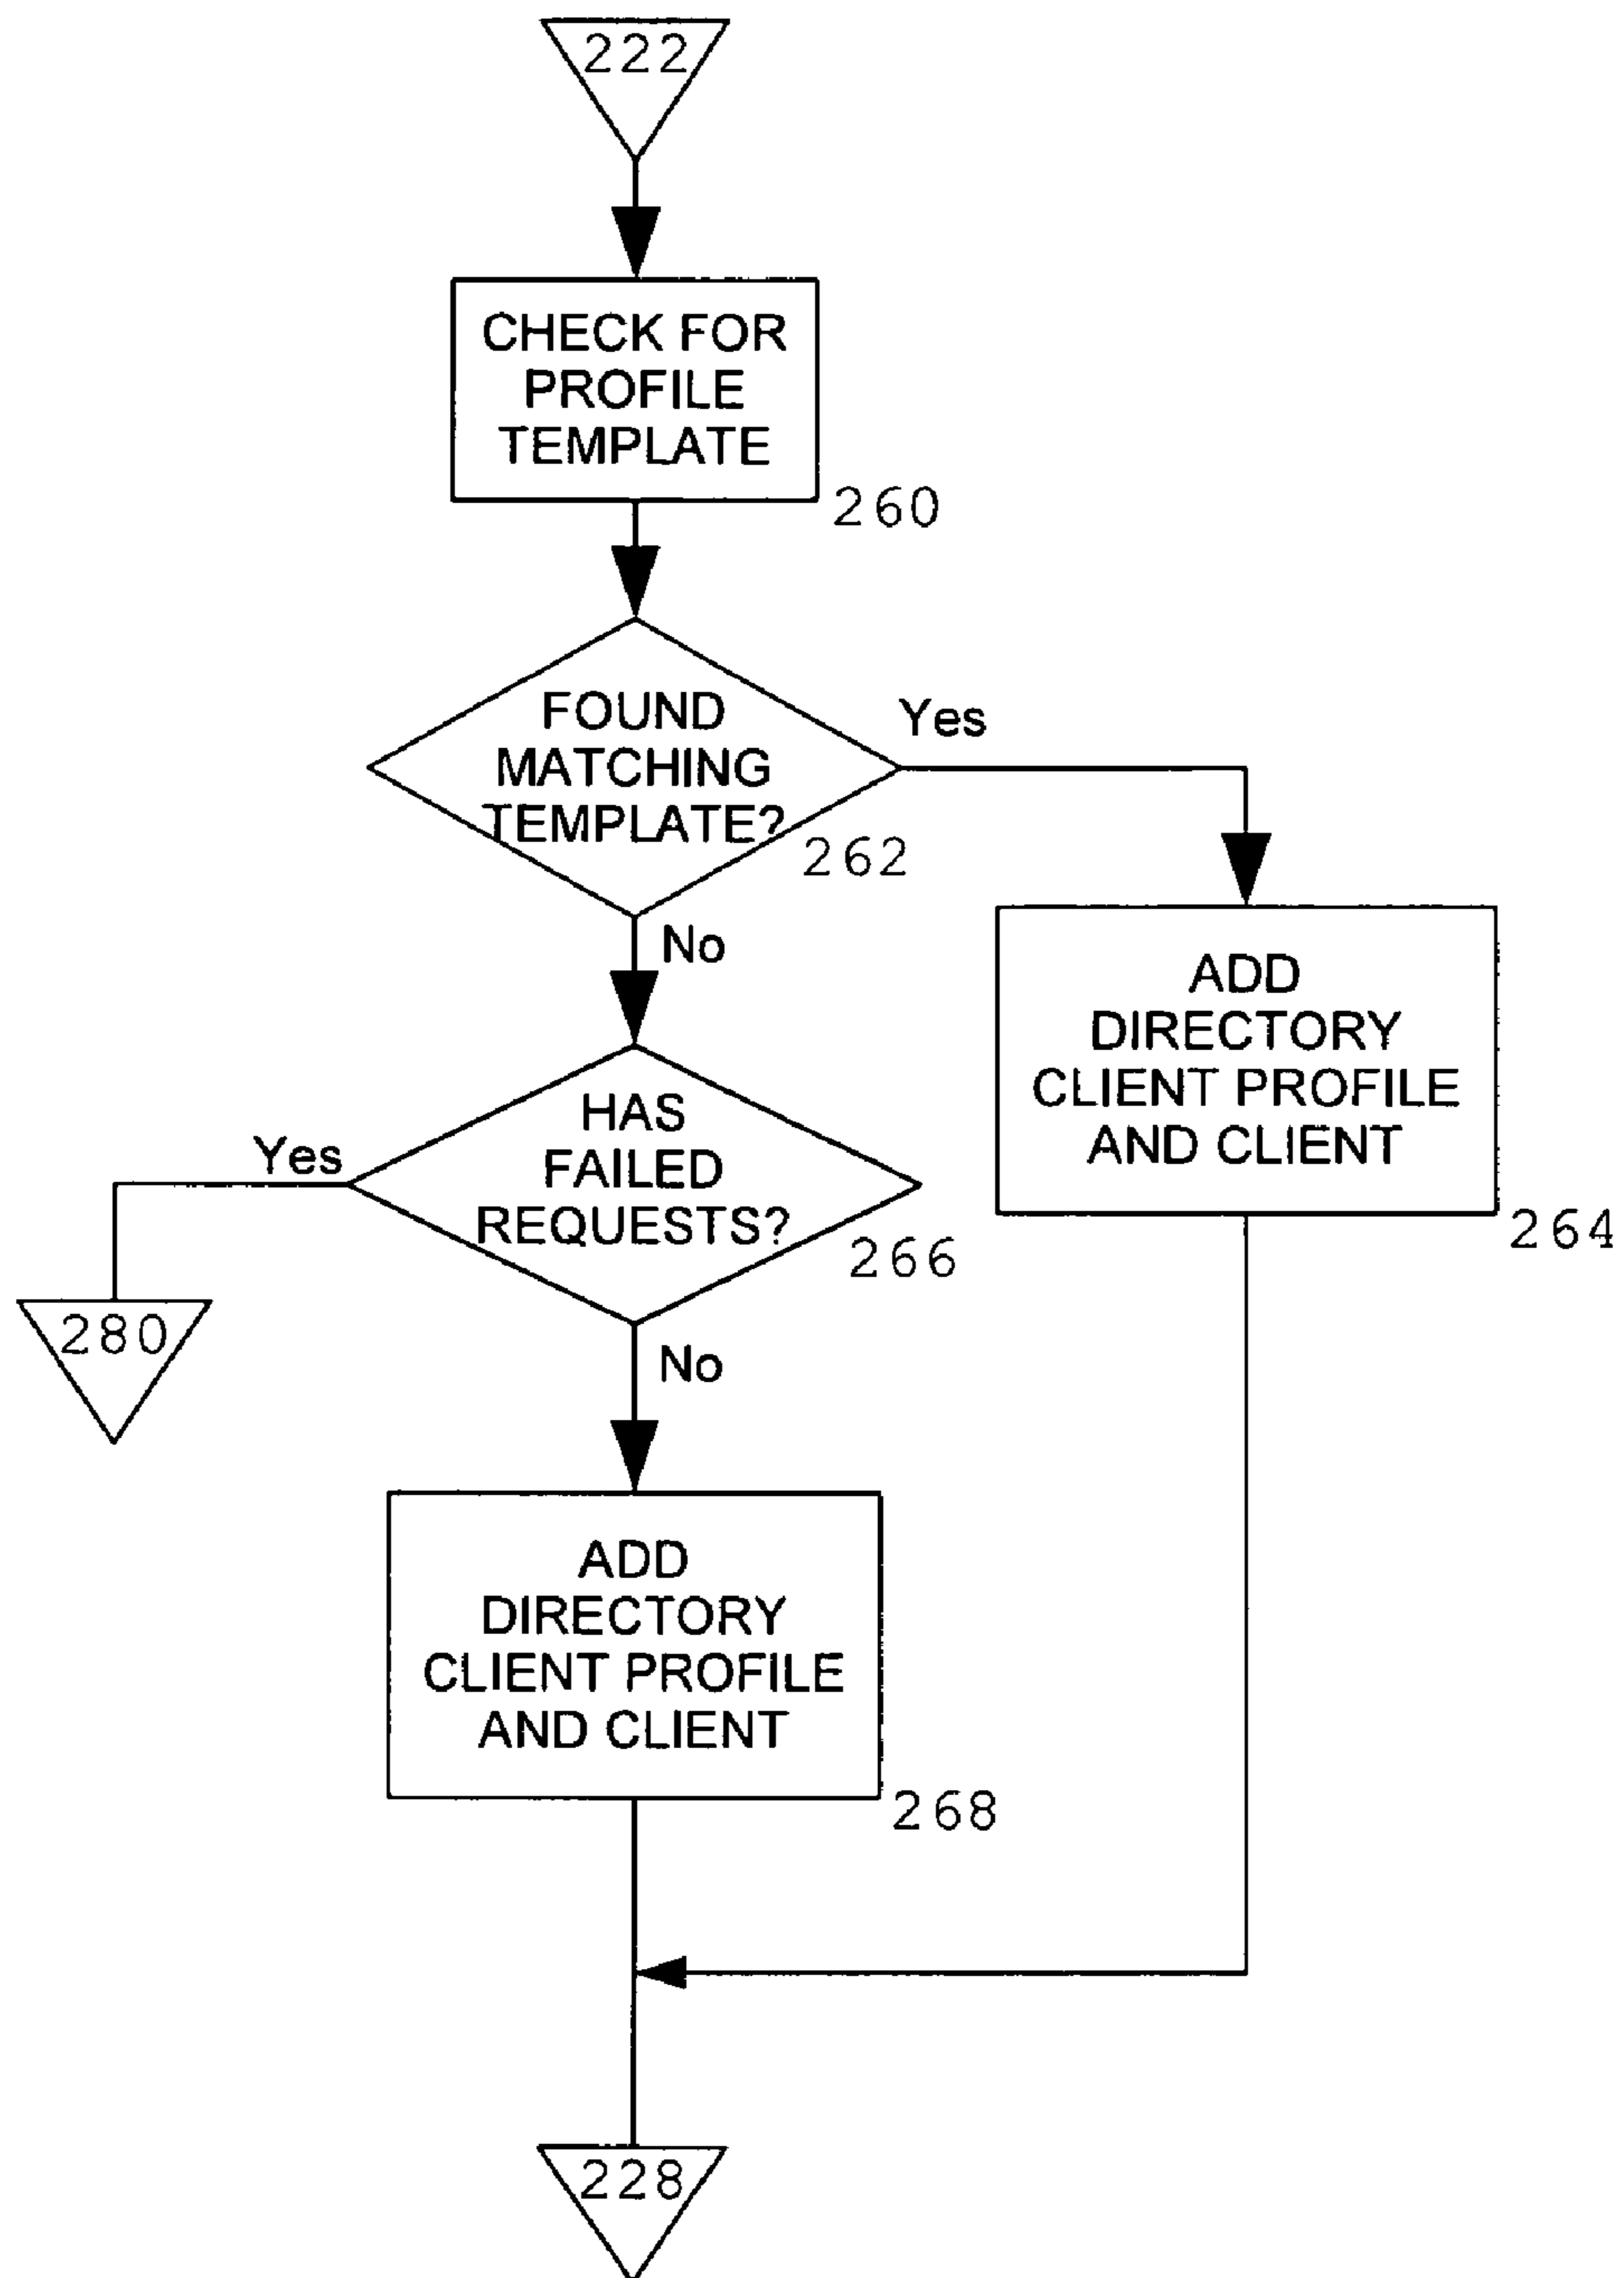 222
CHECK FOR
PROFILE
TEMPLATE
260
FOUND
MATCHING
TEMPLATE?
262
Yes
No
ADD
DIRECTORY
CLIENT PROFILE
AND CLIENT
264
HAS
FAILED
REQUESTS?
266
Yes
280
No
ADD
DIRECTORY
CLIENT PROFILE
AND CLIENT
268
228